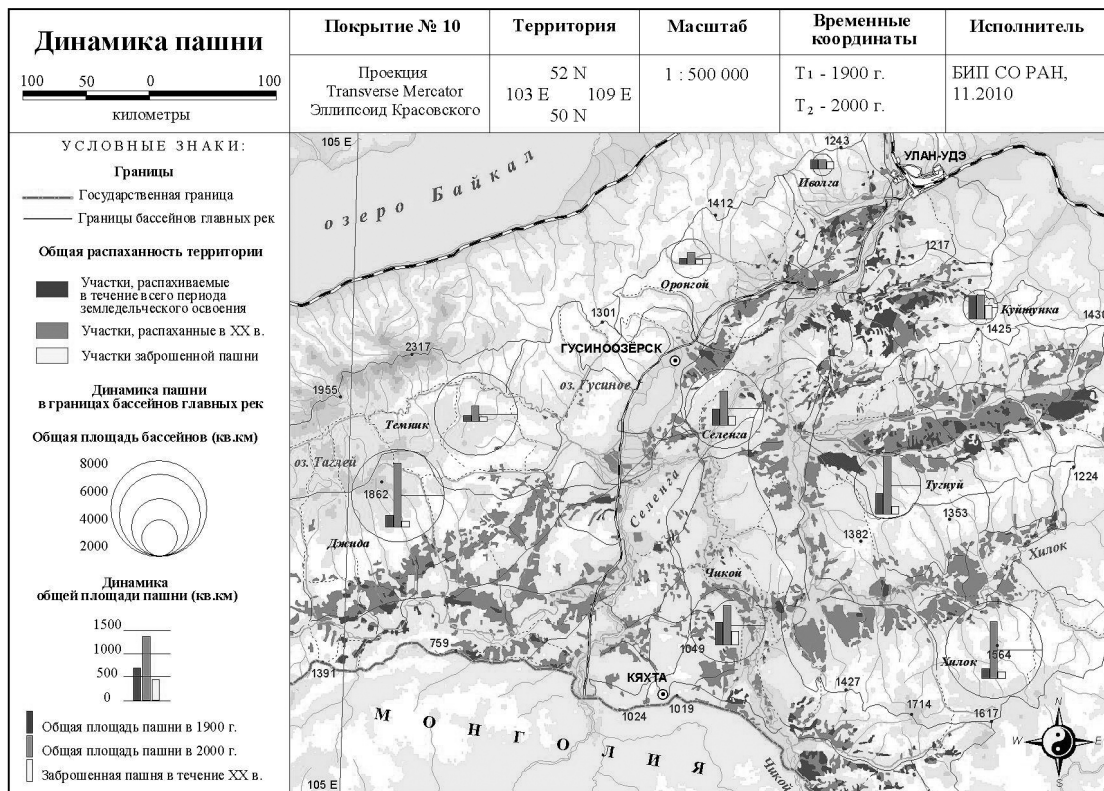 Динамика пашни
100 50 0 100
километры
Покрытие № 10
Проекция
Transverse Mercator
Эллипсоид Красовского
Территория
52 N
103 E 109 E
50 N
Масштаб
1 : 500 000
Временные
координаты
T1 - 1900 г.
T2 - 2000 г.
Исполнитель
БИП СО РАН,
11.2010
УСЛОВНЫЕ ЗНАКИ:
Границы
Государственная граница
Границы бассейнов главных рек
Общая распаханность территории
Участки, распахиваемые
в течение всего периода
земледельческого освоения
Участки, распаханные в XX в.
Участки заброшенной пашни
Динамика пашни
в границах бассейнов главных рек
Общая площадь бассейнов (кв.км)
8000
6000
4000
2000
Динамика
общей площади пашни (кв.км)
1500
1000
500
0
Общая площадь пашни в 1900 г.
Общая площадь пашни в 2000 г.
Заброшенная пашня в течение XX в.
105 E
озеро Байкал
1243
УЛАН-УДЭ
Иволга
1412
1217
Оронгой
Куйтунка
1301
1425
1430
ГУСИНООЗЁРСК
2317
оз. Гусиное
1955
Темник
Селенга
оз. Таглей
1862
Селенга
Тугнуй
1224
1353
1382
Джида
Хилок
Чикой
759
1049
1564
Хилок
1391
КЯХТА
1427
1024
1019
1714
1617
МОНГОЛИЯ
Чикой
105 E
N
W E
S